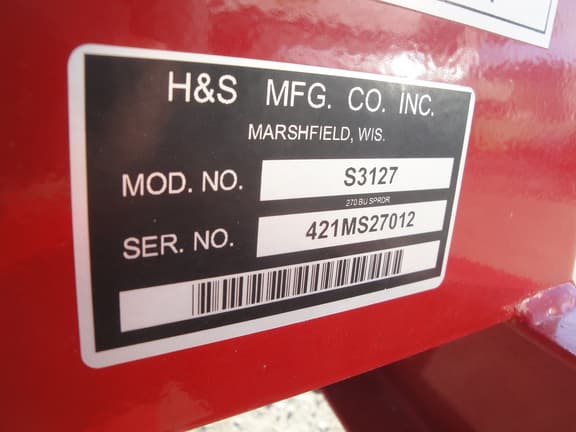 H&S MFG. CO. INC.
MARSHFIELD, WIS.
MOD. NO. S3127
270 BU SPRDR
SER. NO. 421MS27012